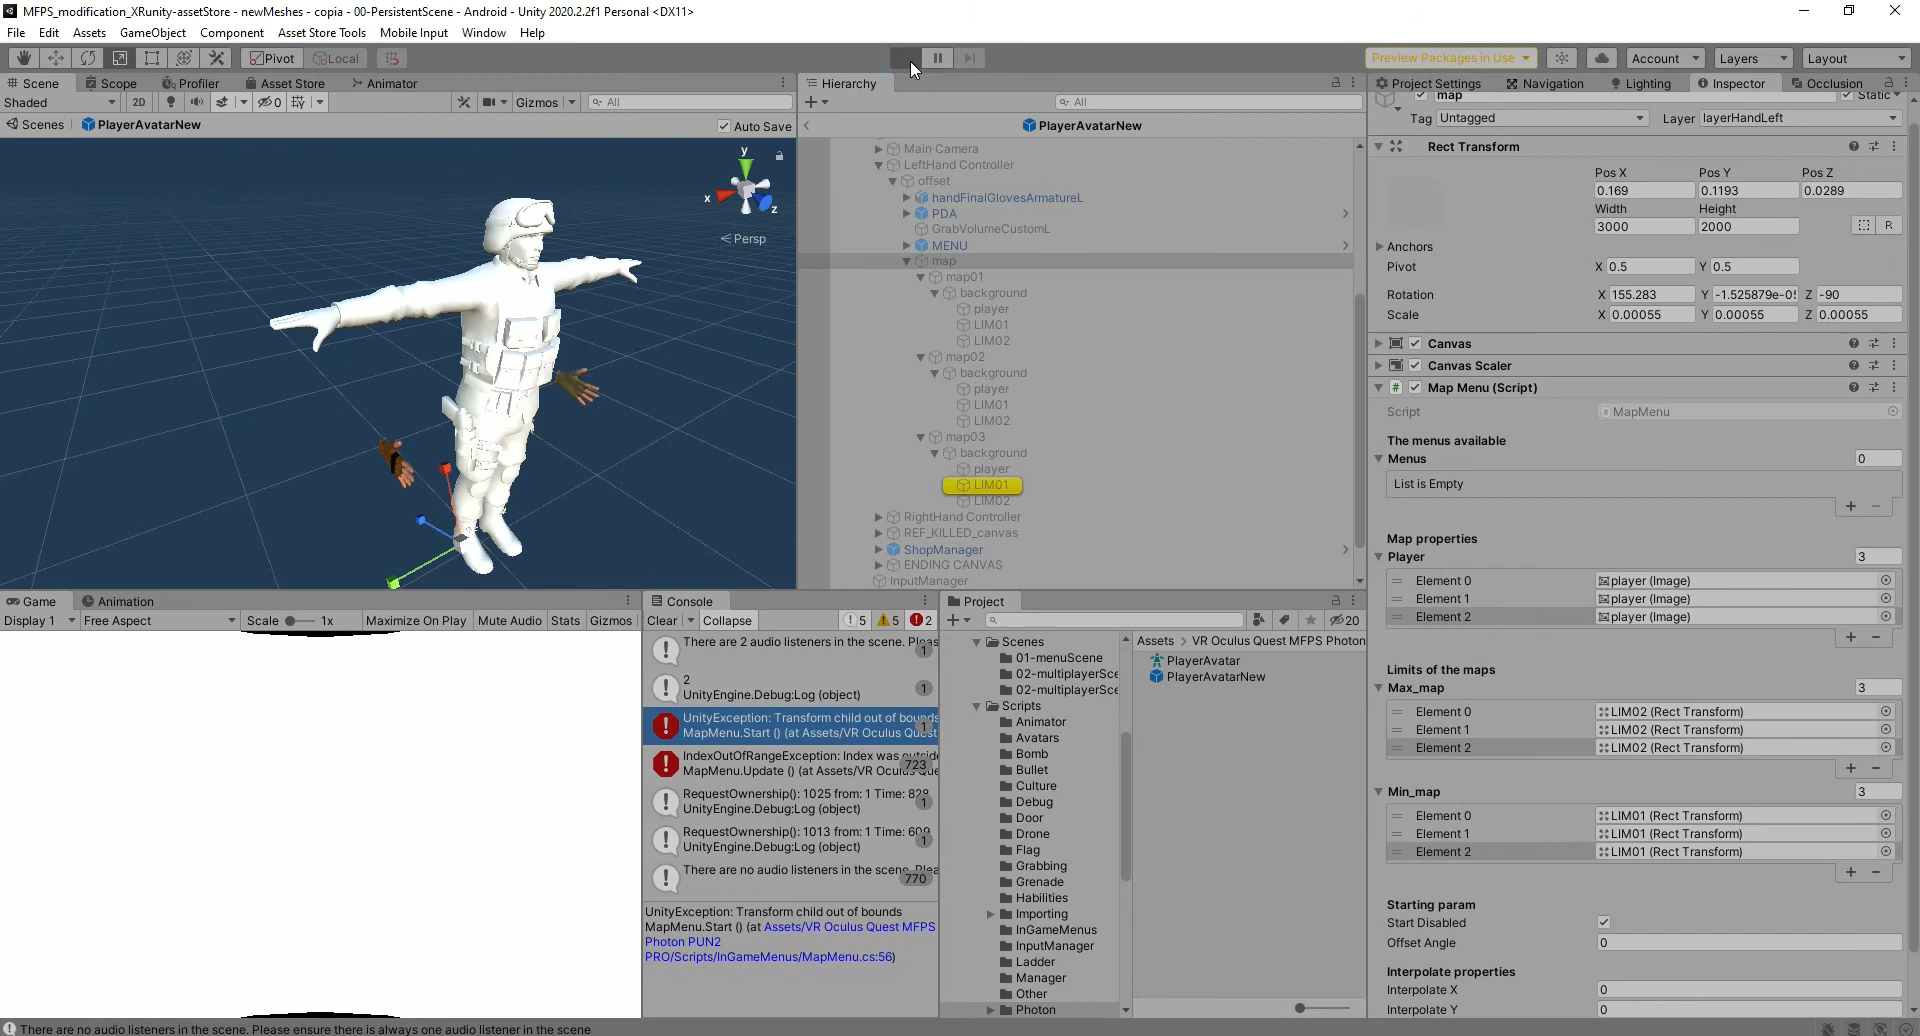 MFPS_modification_XRunity-assetStore - newMeshes - copia - 00-PersistentScene - Android - Unity 2020.2.2f1 Personal <DX11>
File Edit Assets GameObject Component Asset Store Tools Mobile Input Window Help
Pivot Local Preview Packages in Use Account Layers Layout
Scene Scope Profiler Asset Store Animator
Shaded 2D 0 Gizmos All
Scenes PlayerAvatarNew Auto Save
y
x
z
Persp
Hierarchy
All
PlayerAvatarNew
Main Camera
LeftHand Controller
offset
handFinalGlovesArmatureL
PDA
GrabVolumeCustomL
MENU
map
map01
background
player
LIM01
LIM02
map02
background
player
LIM01
LIM02
map03
background
player
LIM01
LIM02
RightHand Controller
REF_KILLED_canvas
ShopManager
ENDING CANVAS
InputManager
Project Settings Navigation Lighting Inspector Occlusion
map Static
Tag Untagged Layer layerHandLeft
Rect Transform
Pos X Pos Y Pos Z
0.169 0.1193 0.0289
Width Height
3000 2000 R
Anchors
Pivot X 0.5 Y 0.5
Rotation X 155.283 Y -1.525879e-0 Z -90
Scale X 0.00055 Y 0.00055 Z 0.00055
Canvas
Canvas Scaler
Map Menu (Script)
Script MapMenu
The menus available
Menus 0
List is Empty
Map properties
Player 3
Element 0 player (Image)
Element 1 player (Image)
Element 2 player (Image)
Limits of the maps
Max_map 3
Element 0 LIM02 (Rect Transform)
Element 1 LIM02 (Rect Transform)
Element 2 LIM02 (Rect Transform)
Min_map 3
Element 0 LIM01 (Rect Transform)
Element 1 LIM01 (Rect Transform)
Element 2 LIM01 (Rect Transform)
Starting param
Start Disabled
Offset Angle 0
Interpolate properties
Interpolate X 0
Interpolate Y 0
Game Animation
Display 1 Free Aspect Scale 1x Maximize On Play Mute Audio Stats Gizmos
Console
Clear Collapse 5 5 2
There are 2 audio listeners in the scene. Pleas 1
2
UnityEngine.Debug:Log (object) 1
UnityException: Transform child out of bounds 1
MapMenu.Start () (at Assets/VR Oculus Quest
IndexOutOfRangeException: Index was outside 723
MapMenu.Update () (at Assets/VR Oculus Que
RequestOwnership(): 1025 from: 1 Time: 828
UnityEngine.Debug:Log (object) 1
RequestOwnership(): 1013 from: 1 Time: 609
UnityEngine.Debug:Log (object) 1
There are no audio listeners in the scene. Plea 770
UnityException: Transform child out of bounds
MapMenu.Start () (at Assets/VR Oculus Quest MFPS
Photon PUN2
PRO/Scripts/InGameMenus/MapMenu.cs:56)
Project
20
Scenes
01-menuScene
02-multiplayerSce
02-multiplayerSce
Scripts
Animator
Avatars
Bomb
Bullet
Culture
Debug
Door
Drone
Flag
Grabbing
Grenade
Habilities
Importing
InGameMenus
InputManager
Ladder
Manager
Other
Photon
Assets > VR Oculus Quest MFPS Photon
PlayerAvatar
PlayerAvatarNew
There are no audio listeners in the scene. Please ensure there is always one audio listener in the scene